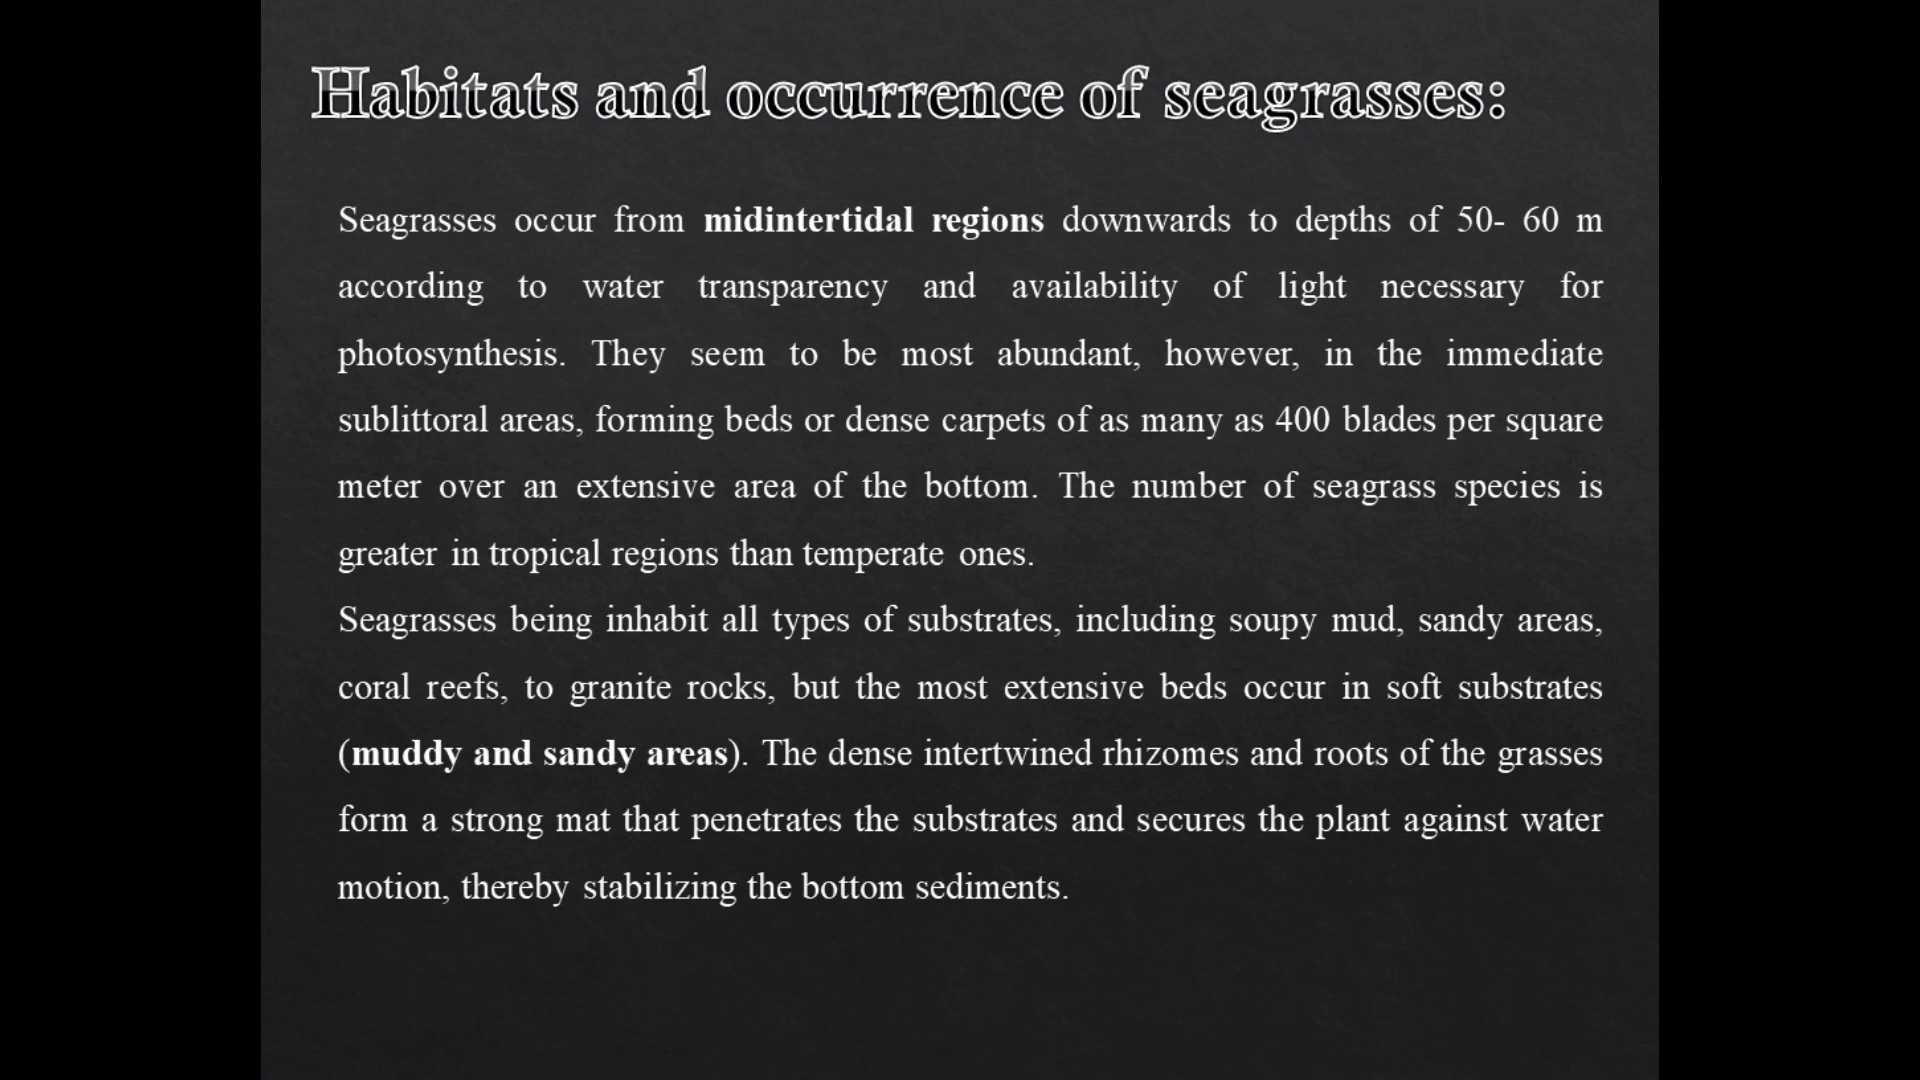 Habitats and occurrence of seagrasses:
Seagrasses occur from midintertidal regions downwards to depths of 50- 60 m
according to water transparency and availability of light necessary for
photosynthesis. They seem to be most abundant, however, in the immediate
sublittoral areas, forming beds or dense carpets of as many as 400 blades per square
meter over an extensive area of the bottom. The number of seagrass species is
greater in tropical regions than temperate ones.
Seagrasses being inhabit all types of substrates, including soupy mud, sandy areas,
coral reefs, to granite rocks, but the most extensive beds occur in soft substrates
(muddy and sandy areas). The dense intertwined rhizomes and roots of the grasses
form a strong mat that penetrates the substrates and secures the plant against water
motion, thereby stabilizing the bottom sediments.